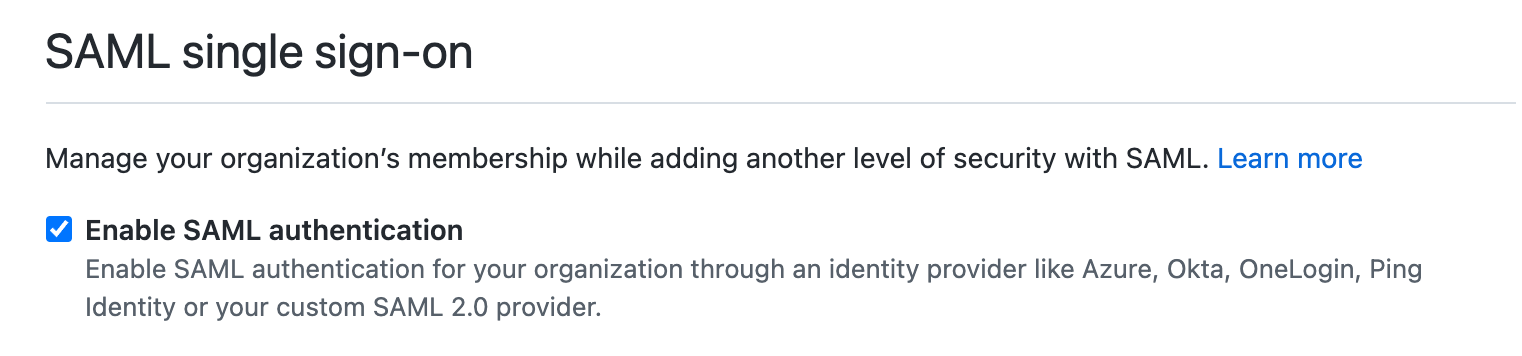 SAML single sign-on
Manage your organization’s membership while adding another level of security with SAML. Learn more
Enable SAML authentication
Enable SAML authentication for your organization through an identity provider like Azure, Okta, OneLogin, Ping
Identity or your custom SAML 2.0 provider.